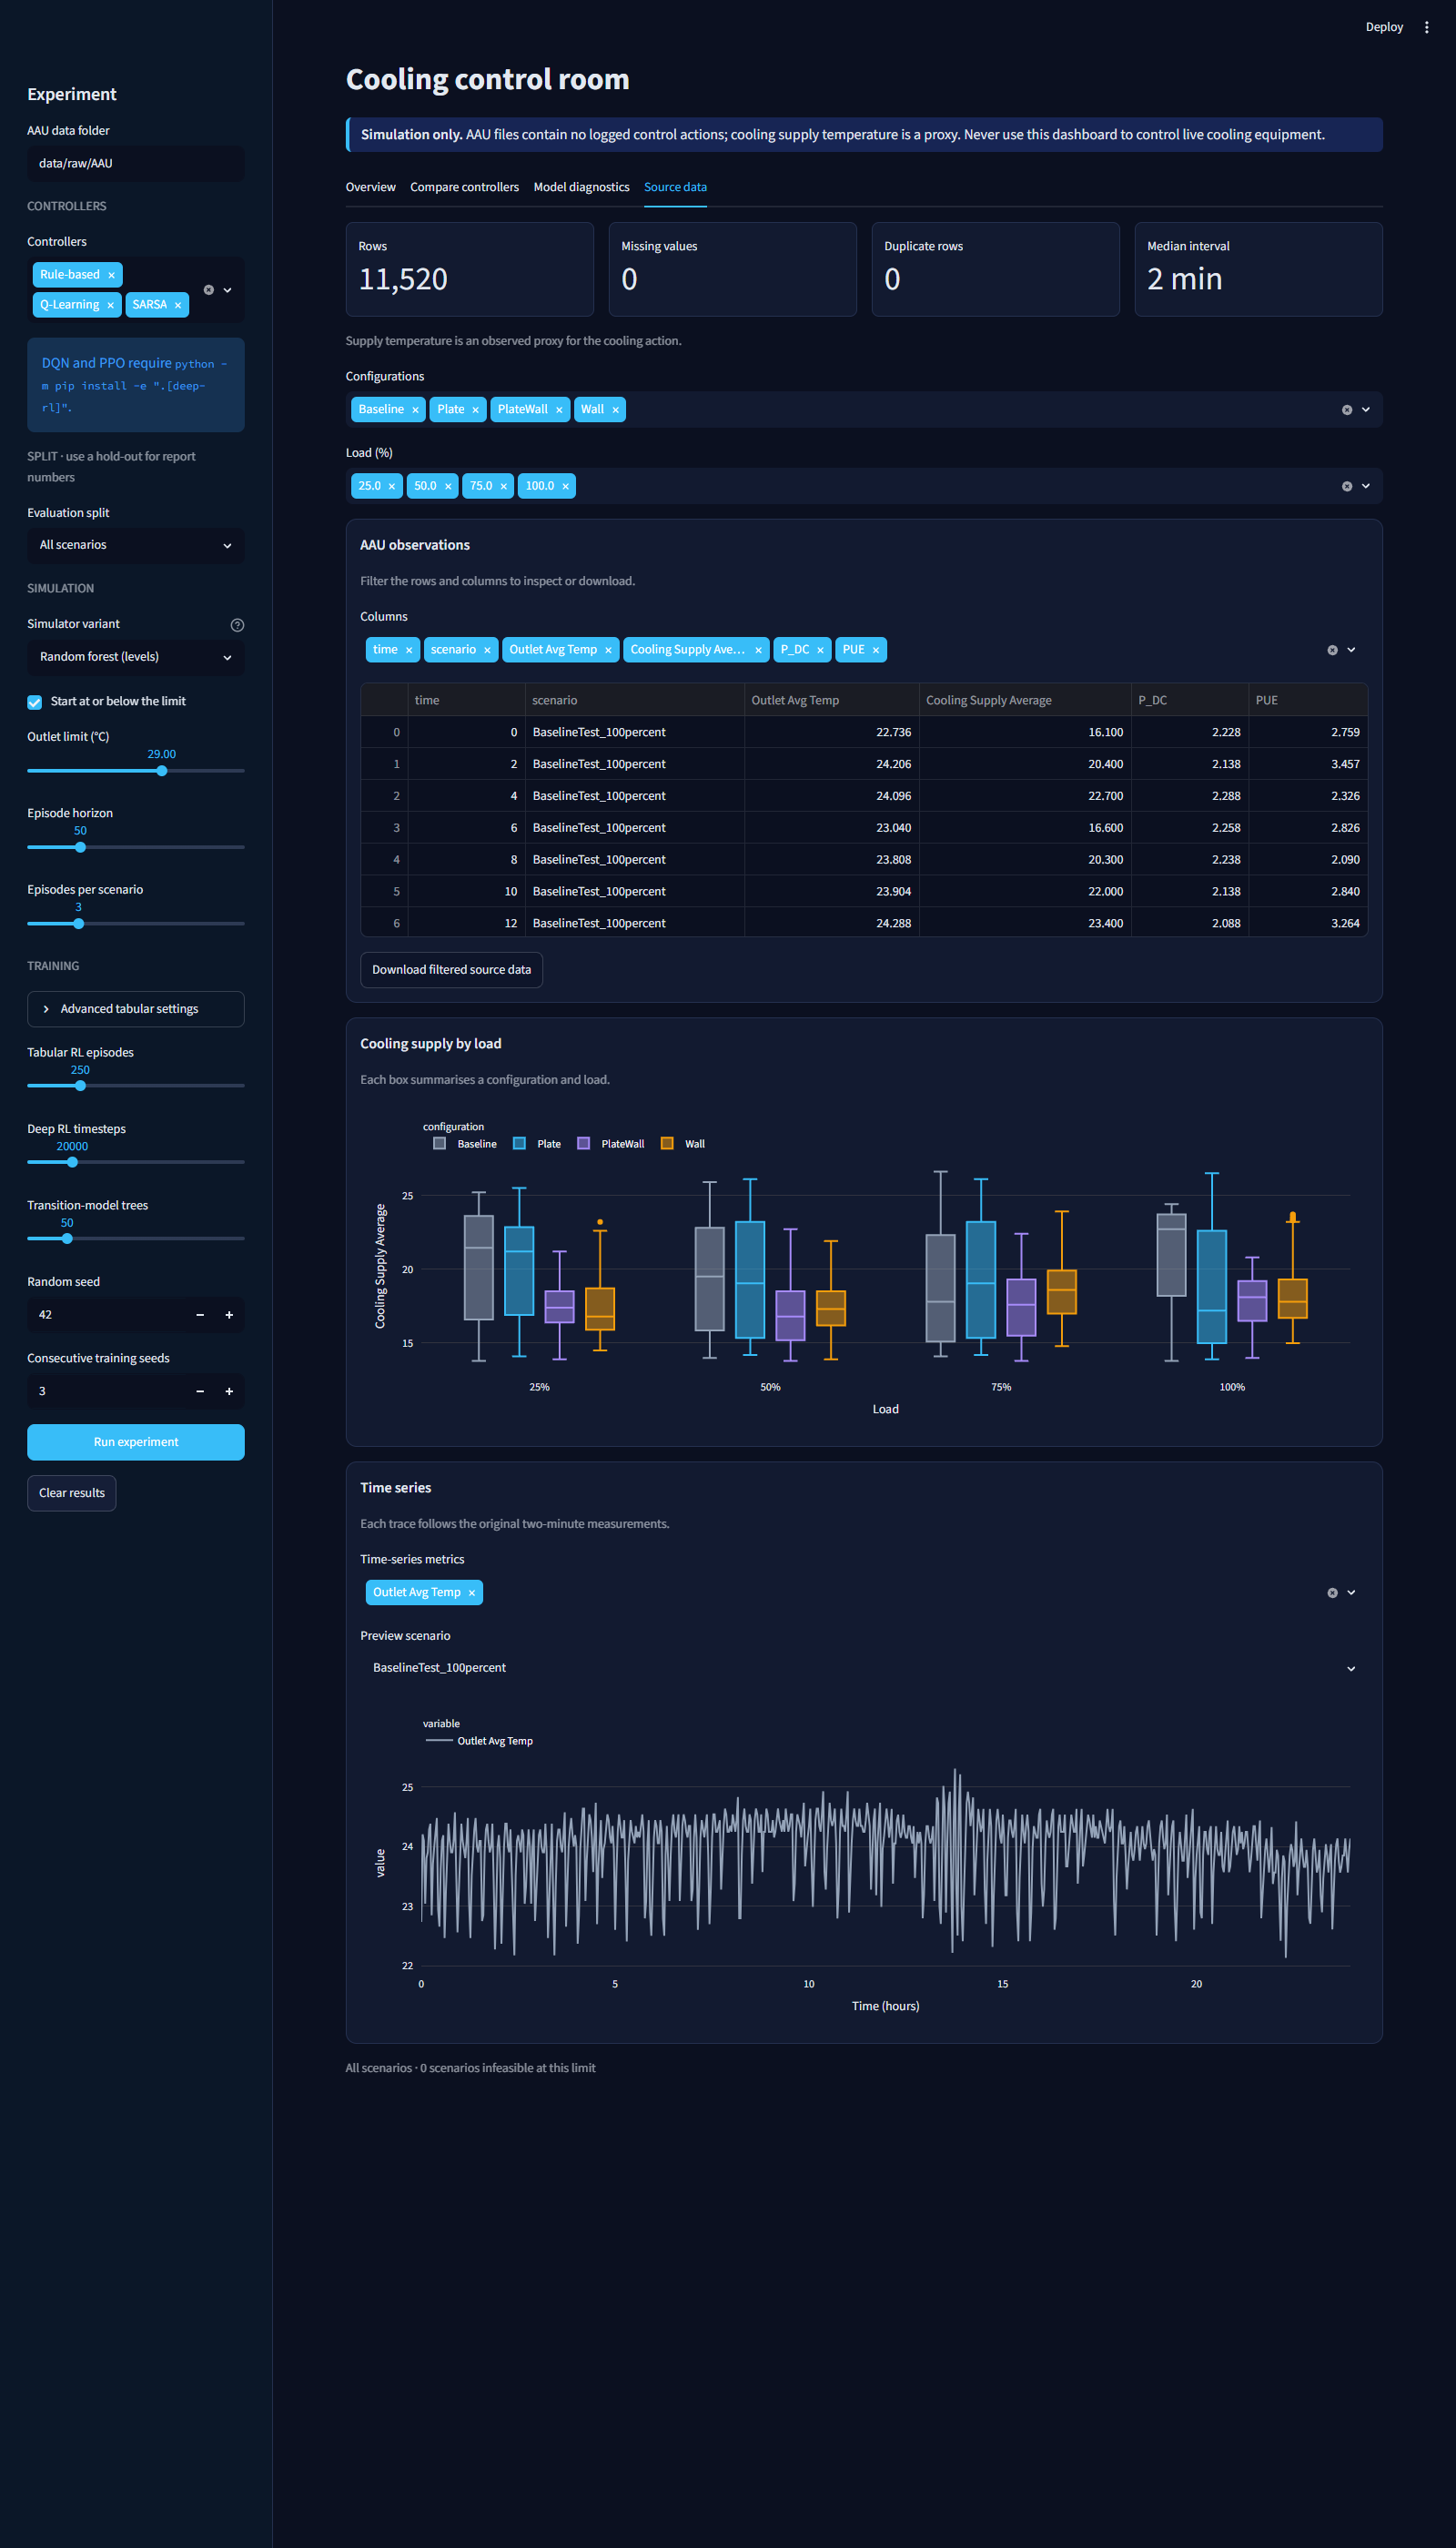 Deploy
Experiment
AAU data folder
data/raw/AAU
CONTROLLERS
Controllers
Rule-based
Q-Learning SARSA
DQN and PPO require python -
m pip install -e ".[deep-
rl]".
SPLIT · use a hold-out for report
numbers
Evaluation split
All scenarios
SIMULATION
Simulator variant
Random forest (levels)
Start at or below the limit
Outlet limit (°C)
29.00
Episode horizon
50
Episodes per scenario
3
TRAINING
Advanced tabular settings
Tabular RL episodes
250
Deep RL timesteps
20000
Transition-model trees
50
Random seed
42
Consecutive training seeds
3
Run experiment
Clear results
Cooling control room
Simulation only. AAU files contain no logged control actions; cooling supply temperature is a proxy. Never use this dashboard to control live cooling equipment.
Overview Compare controllers Model diagnostics Source data
Rows Missing values Duplicate rows Median interval
11,520 0 0 2 min
Supply temperature is an observed proxy for the cooling action.
Configurations
Baseline Plate PlateWall Wall
Load (%)
25.0 50.0 75.0 100.0
AAU observations
Filter the rows and columns to inspect or download.
Columns
time scenario Outlet Avg Temp Cooling Supply Ave... P_DC PUE
time scenario Outlet Avg Temp Cooling Supply Average P_DC PUE
0 0 BaselineTest_100percent 22.736 16.100 2.228 2.759
1 2 BaselineTest_100percent 24.206 20.400 2.138 3.457
2 4 BaselineTest_100percent 24.096 22.700 2.288 2.326
3 6 BaselineTest_100percent 23.040 16.600 2.258 2.826
4 8 BaselineTest_100percent 23.808 20.300 2.238 2.090
5 10 BaselineTest_100percent 23.904 22.000 2.138 2.840
6 12 BaselineTest_100percent 24.288 23.400 2.088 3.264
Download filtered source data
Cooling supply by load
Each box summarises a configuration and load.
configuration
Baseline Plate PlateWall Wall
Cooling Supply Average
25
20
15
25% 50% 75% 100%
Load
Time series
Each trace follows the original two-minute measurements.
Time-series metrics
Outlet Avg Temp
Preview scenario
BaselineTest_100percent
variable
Outlet Avg Temp
value
25
24
23
22
0 5 10 15 20
Time (hours)
All scenarios · 0 scenarios infeasible at this limit